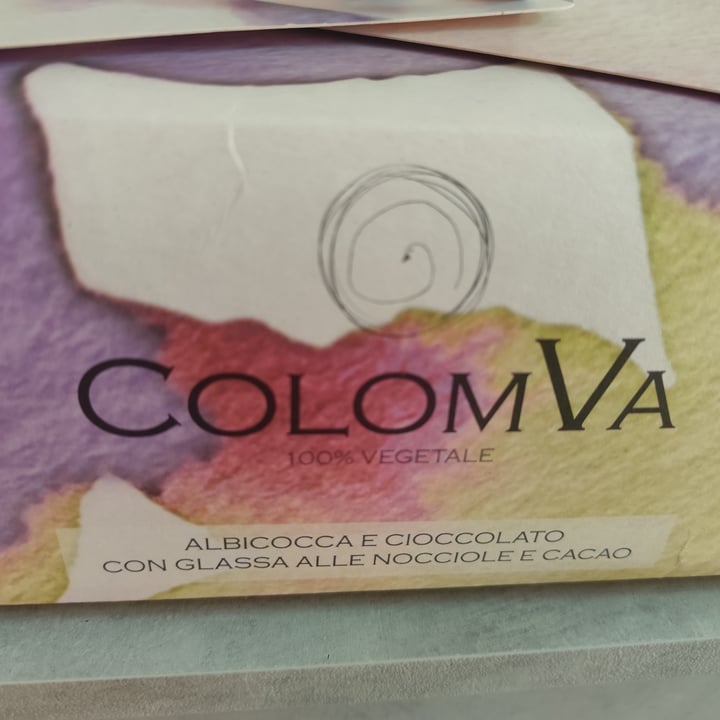 COLOMVA
100% VEGETALE
ALBICOCCA E CIOCCOLATO
CON GLASSA ALLE NOCCIOLE E CACAO